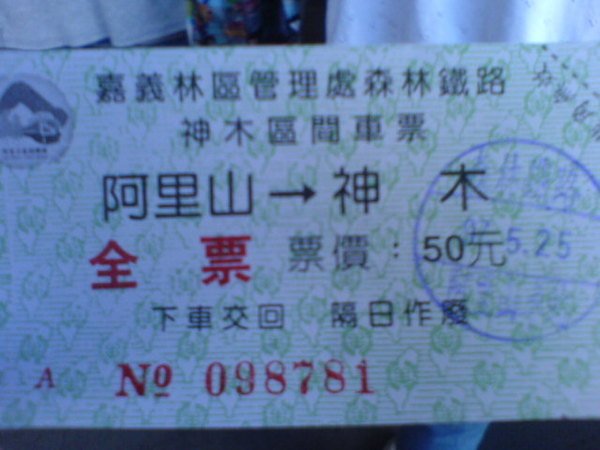 嘉義林區管理處森林鐵路
神木區間車票
阿里山→神木
全票 票價：50元
5.25
下車交回 隔日作廢
A Nº 098781